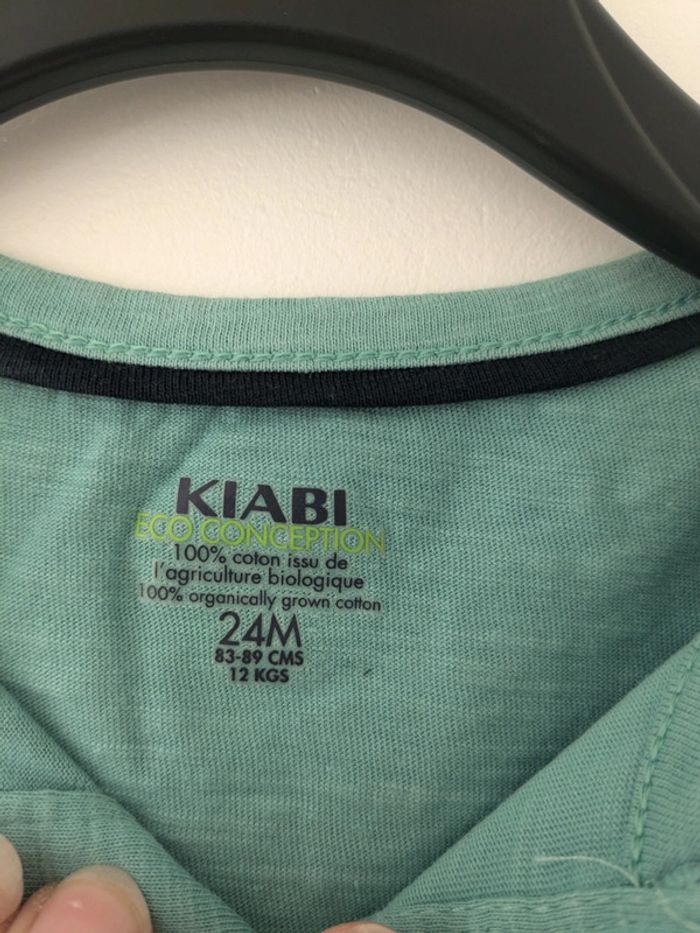 KIABI
ECO CONCEPTION
100% coton issu de
l'agriculture biologique
100% organically grown cotton
24M
83-89 CMS
12 KGS